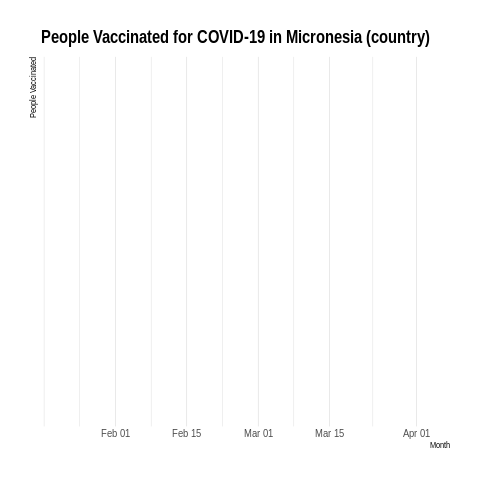 People Vaccinated for COVID-19 in Micronesia (country)
People Vaccinated
Feb 01
Feb 15
Mar 01
Mar 15
Apr 01
Month